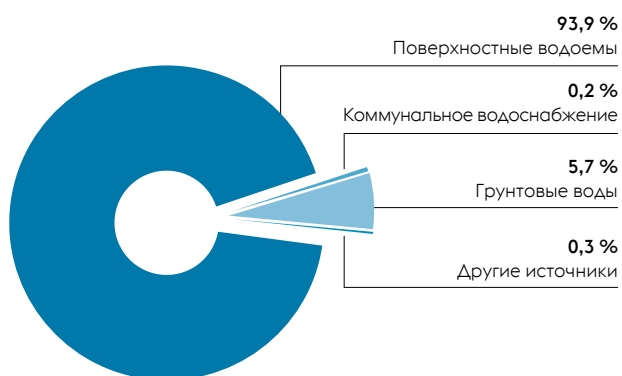 93,9 %
Поверхностные водоемы
0,2 %
Коммунальное водоснабжение
5,7 %
Грунтовые воды
0,3 %
Другие источники